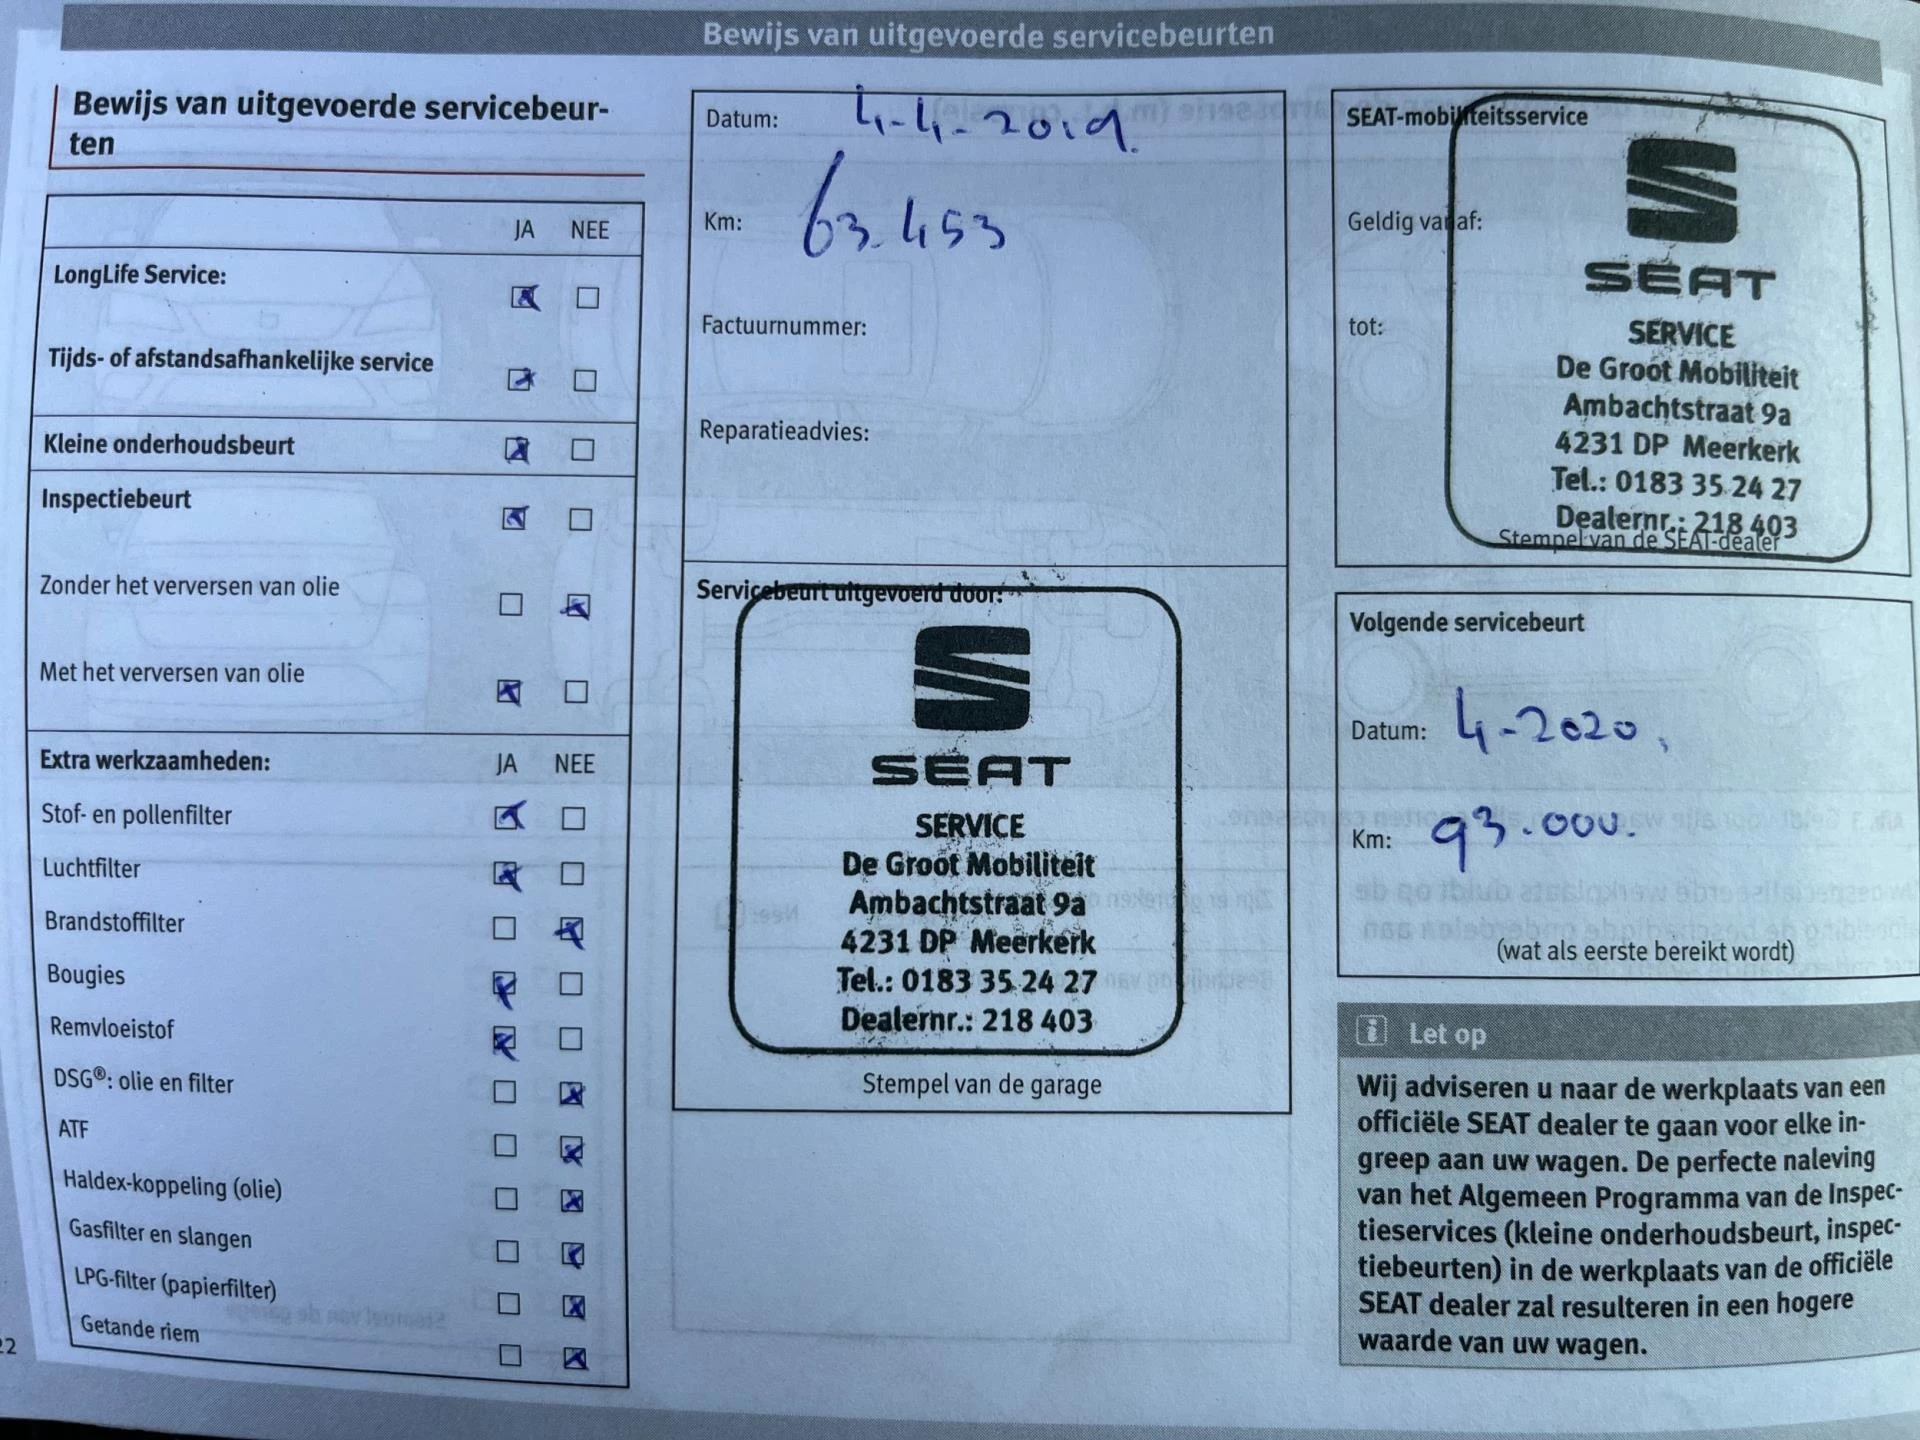 Bewijs van uitgevoerde servicebeurten
Bewijs van uitgevoerde servicebeur-
ten
JA NEE
LongLife Service:
Tijds- of afstandsafhankelijke service
Kleine onderhoudsbeurt
Inspectiebeurt
Zonder het verversen van olie
Met het verversen van olie
Extra werkzaamheden: JA NEE
Stof- en pollenfilter
Luchtfilter
Brandstoffilter
Bougies
Remvloeistof
DSG®: olie en filter
ATF
Haldex-koppeling (olie)
Gasfilter en slangen
LPG-filter (papierfilter)
Getande riem
22
Datum: 4-4-2019.
Km: 63.453
Factuurnummer:
Reparatieadvies:
Servicebeurt uitgevoerd door:
SEAT
SERVICE
De Groot Mobiliteit
Ambachtstraat 9a
4231 DP Meerkerk
Tel.: 0183 35 24 27
Dealernr.: 218 403
Stempel van de garage
SEAT-mobiliteitsservice
Geldig vanaf:
tot:
SEAT
SERVICE
De Groot Mobiliteit
Ambachtstraat 9a
4231 DP Meerkerk
Tel.: 0183 35 24 27
Dealernr.: 218 403
Stempel van de SEAT-dealer
Volgende servicebeurt
Datum: 4-2020.
Km: 93.000.
(wat als eerste bereikt wordt)
i Let op
Wij adviseren u naar de werkplaats van een
officiële SEAT dealer te gaan voor elke in-
greep aan uw wagen. De perfecte naleving
van het Algemeen Programma van de Inspec-
tieservices (kleine onderhoudsbeurt, inspec-
tiebeurten) in de werkplaats van de officiële
SEAT dealer zal resulteren in een hogere
waarde van uw wagen.